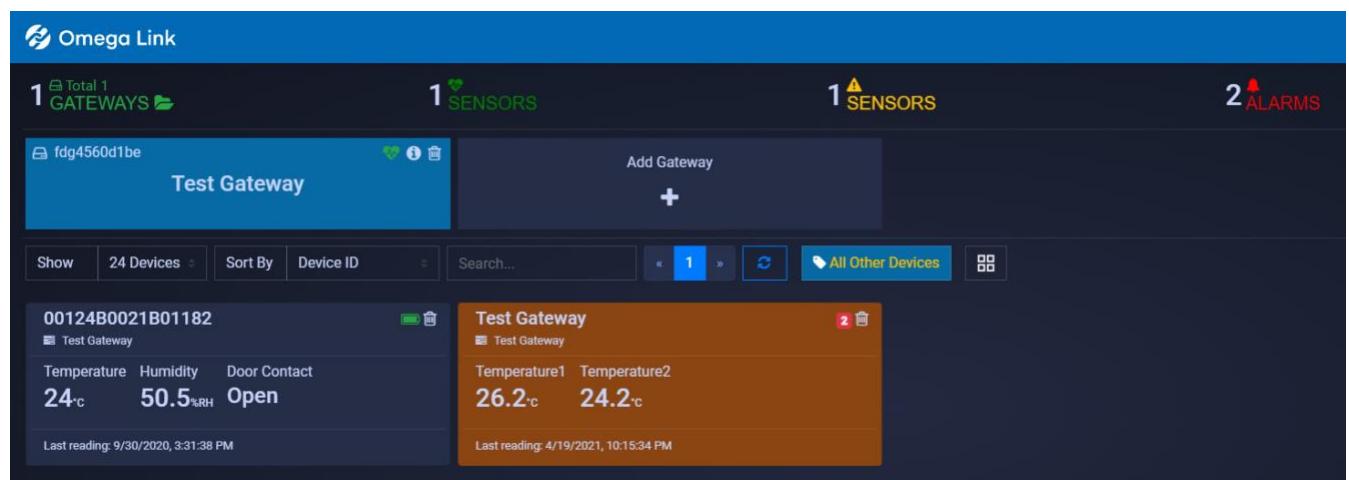 Omega Link
1 Total 1 GATEWAYS
1 SENSORS
1 SENSORS
2 ALARMS
fdg4560d1be
Test Gateway
Add Gateway
+
Show 24 Devices Sort By Device ID Search... « 1 » All Other Devices
00124B0021B01182
Test Gateway
Temperature Humidity Door Contact
24°C 50.5%RH Open
Last reading: 9/30/2020, 3:31:38 PM
Test Gateway 2
Test Gateway
Temperature1 Temperature2
26.2°C 24.2°C
Last reading: 4/19/2021, 10:15:34 PM